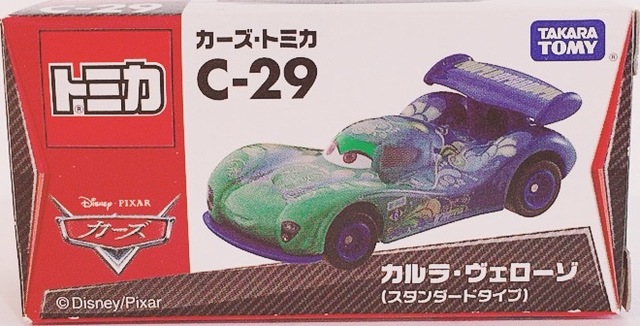 カーズ・トミカ
C-29
TAKARA
TOMY
トミカ
Disney・PIXAR
カーズ
カルラ・ヴェローゾ
(スタンダードタイプ)
©Disney/Pixar